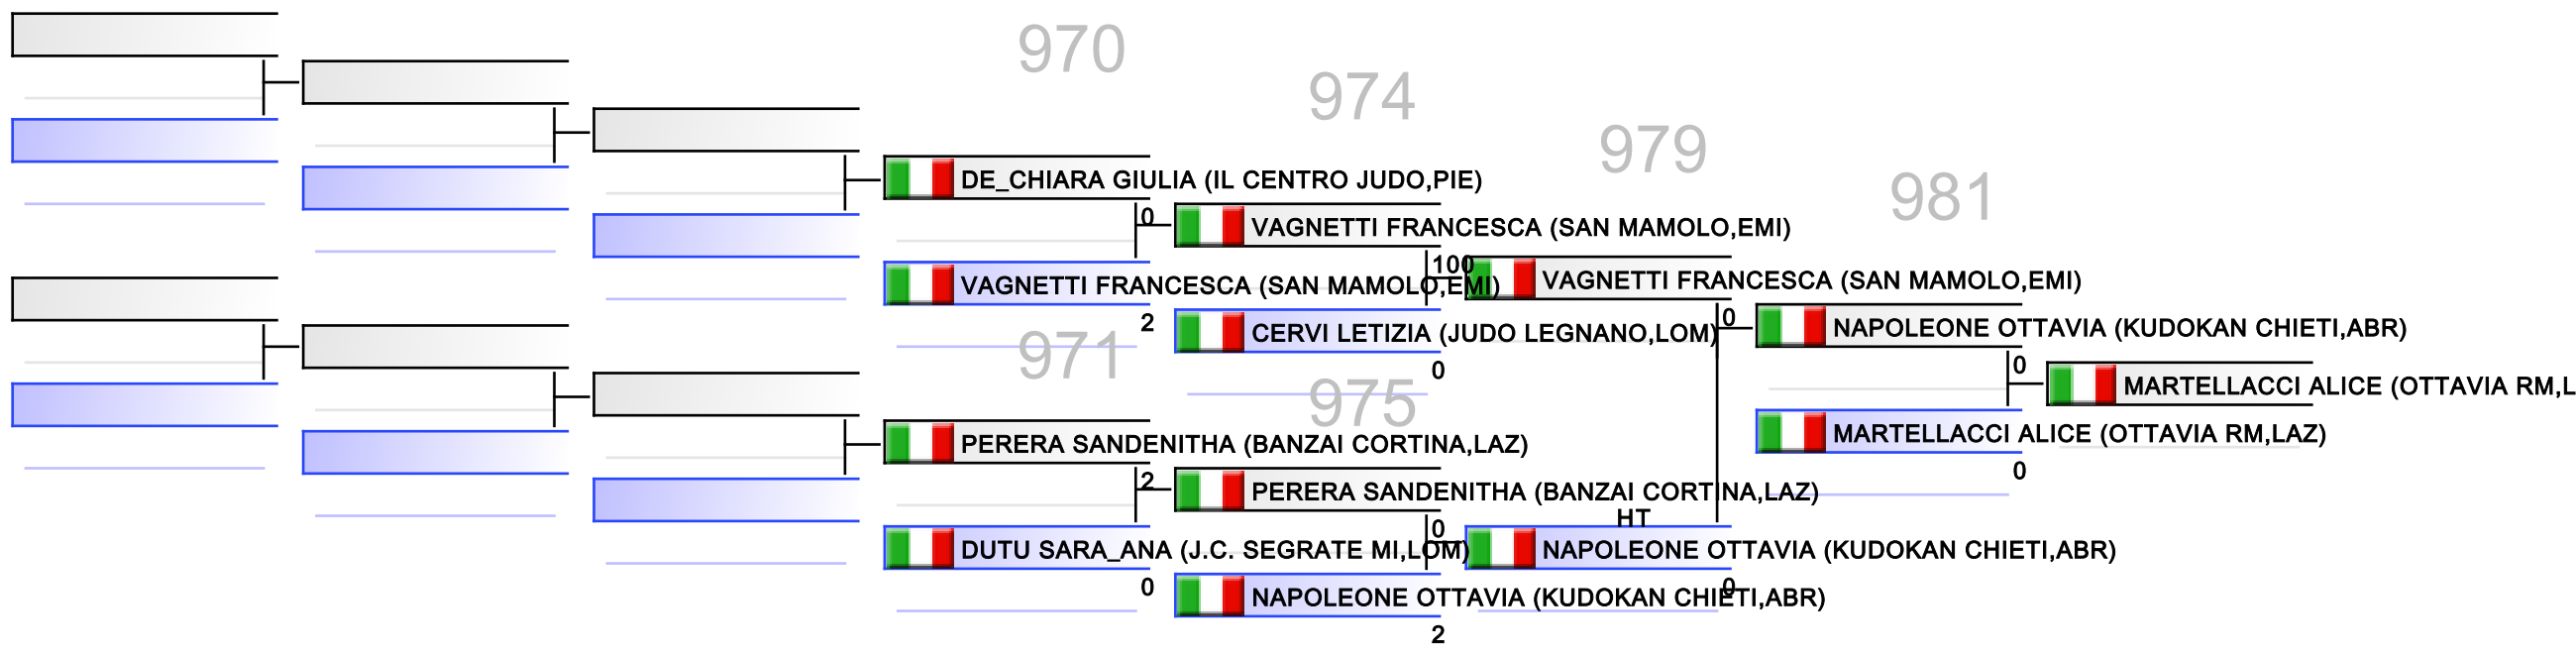 970
974
979
981
DE_CHIARA GIULIA (IL CENTRO JUDO,PIE)
0
VAGNETTI FRANCESCA (SAN MAMOLO,EMI)
100
VAGNETTI FRANCESCA (SAN MAMOLO,EMI)
VAGNETTI FRANCESCA (SAN MAMOLO,EMI)
2
0
CERVI LETIZIA (JUDO LEGNANO,LOM)
NAPOLEONE OTTAVIA (KUDOKAN CHIETI,ABR)
971
0
0
MARTELLACCI ALICE (OTTAVIA RM,L
975
MARTELLACCI ALICE (OTTAVIA RM,LAZ)
0
PERERA SANDENITHA (BANZAI CORTINA,LAZ)
2
PERERA SANDENITHA (BANZAI CORTINA,LAZ)
HT
0
DUTU SARA_ANA (J.C. SEGRATE MI,LOM)
NAPOLEONE OTTAVIA (KUDOKAN CHIETI,ABR)
0
0
NAPOLEONE OTTAVIA (KUDOKAN CHIETI,ABR)
2